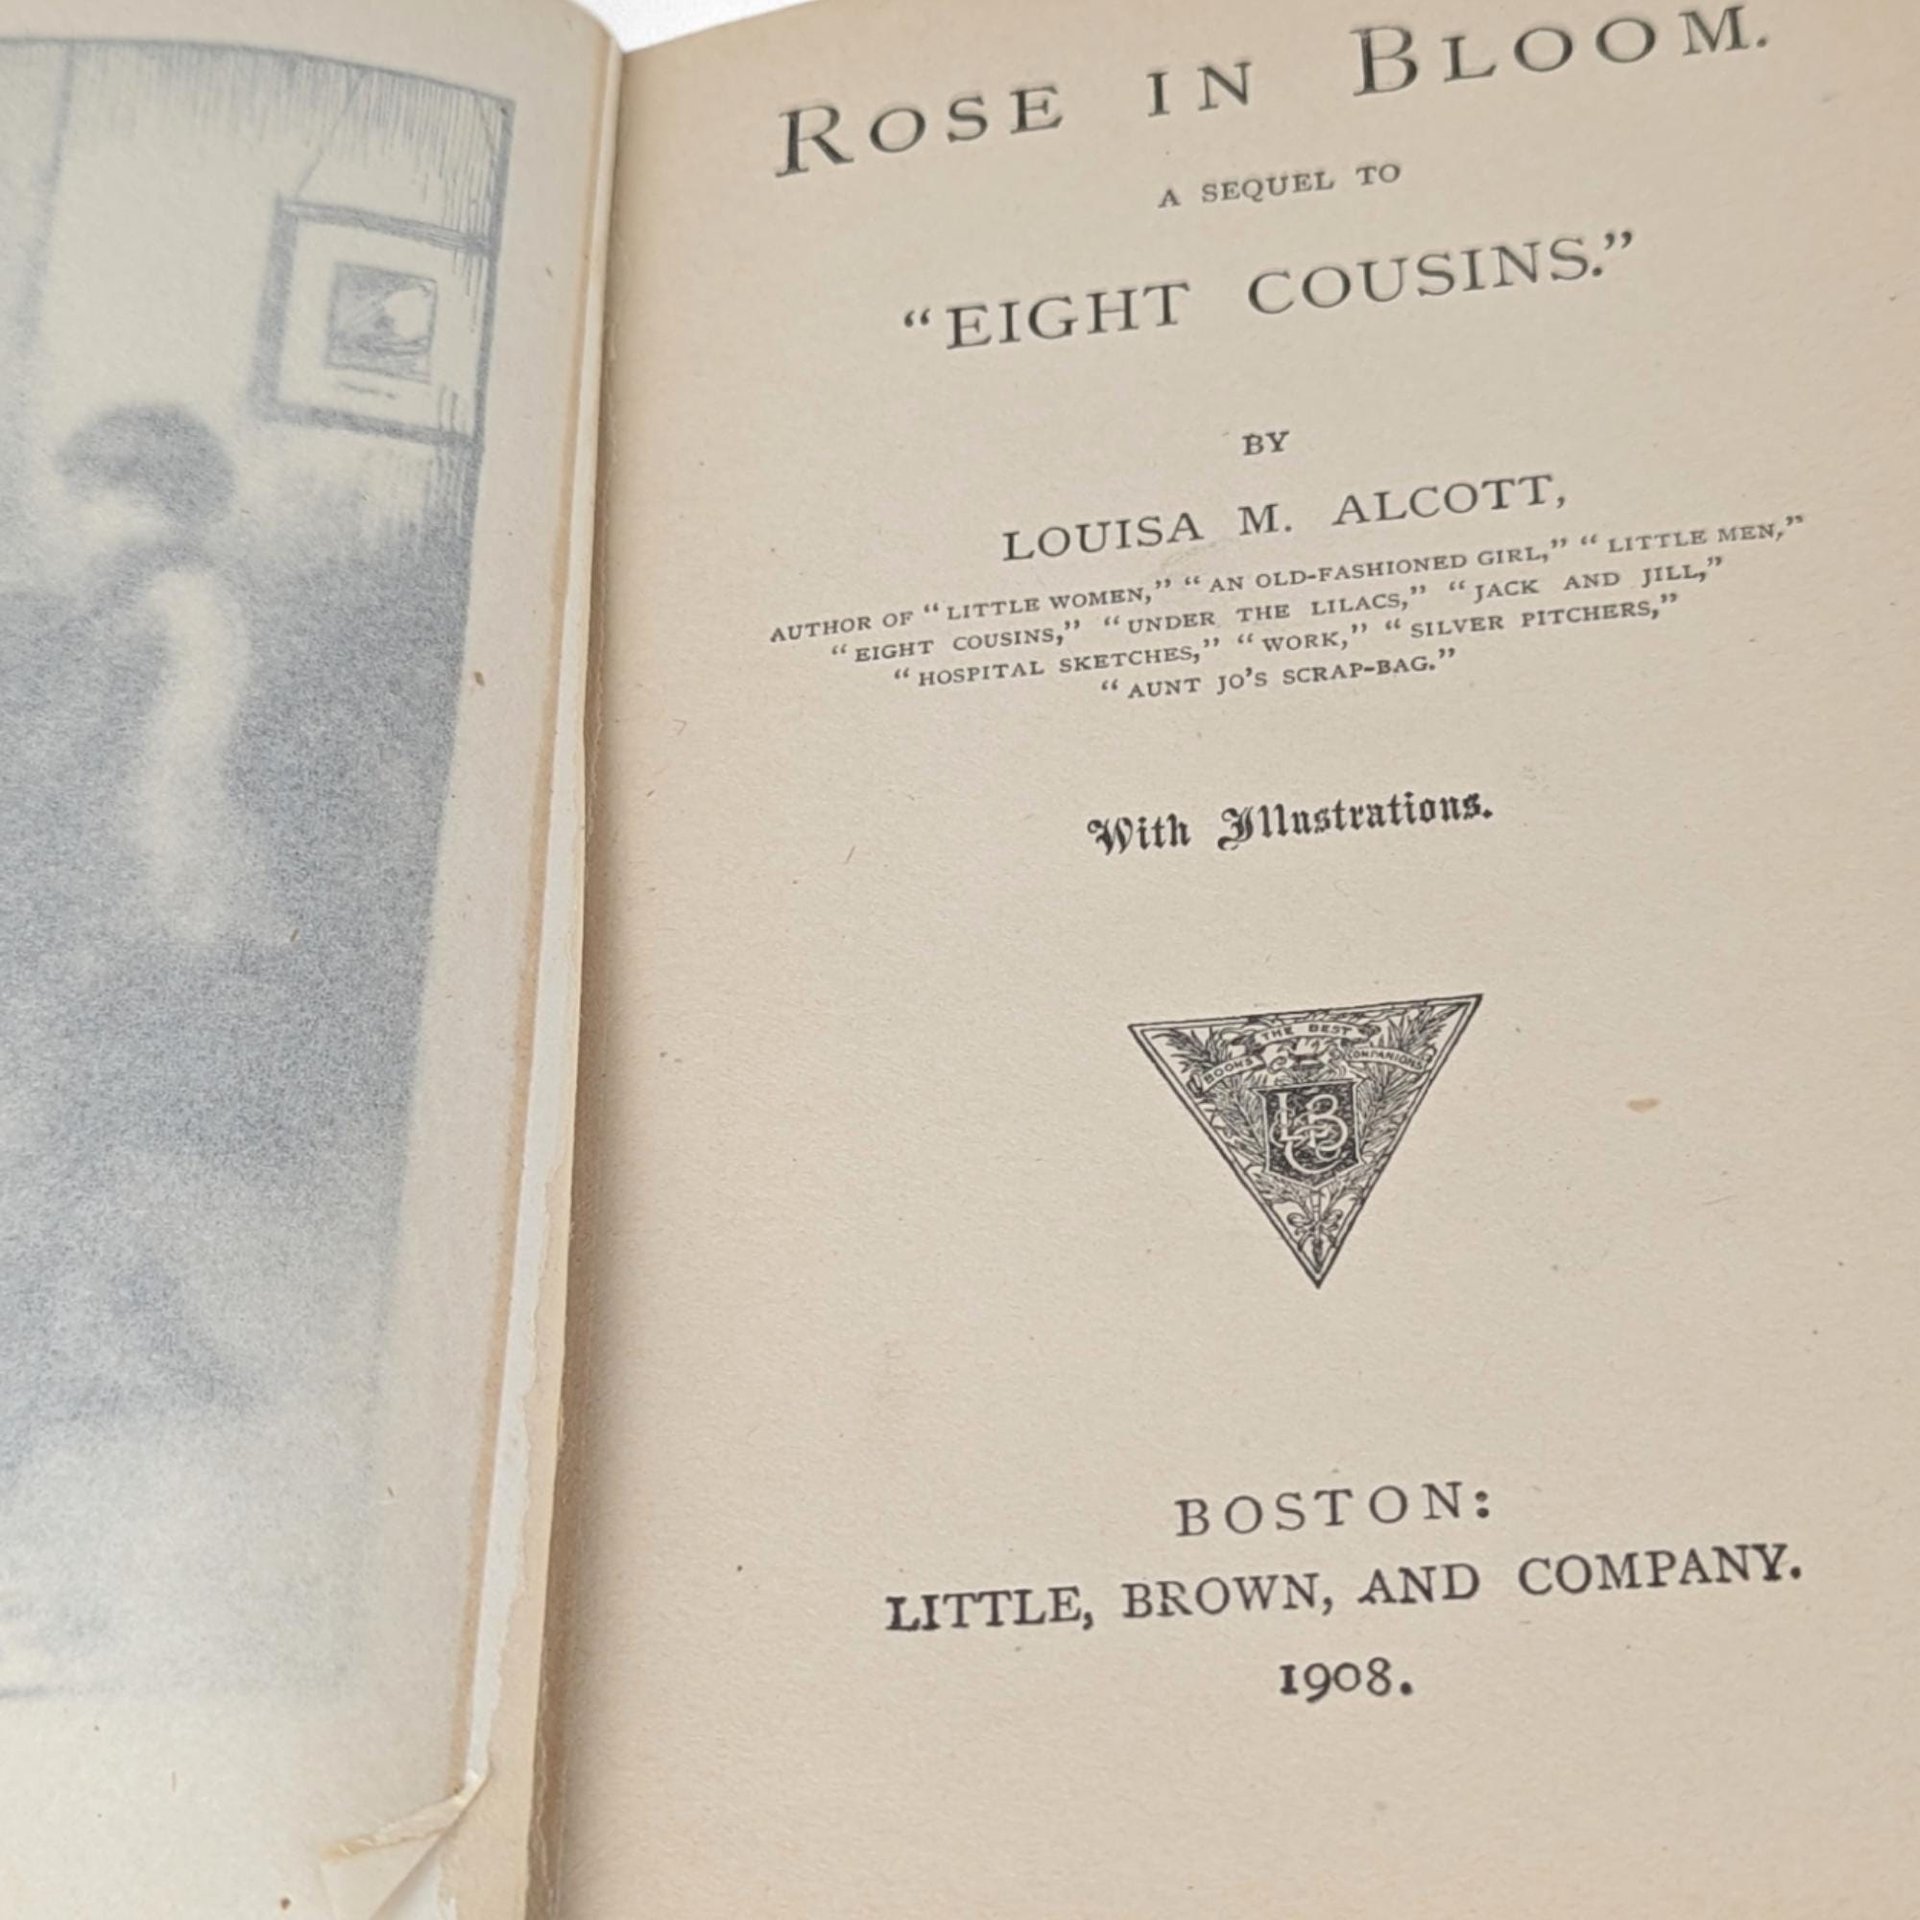 ROSE IN BLOOM.
A SEQUEL TO
“EIGHT COUSINS.”
BY
LOUISA M. ALCOTT,
AUTHOR OF “LITTLE WOMEN,” “AN OLD-FASHIONED GIRL,” “LITTLE MEN,”
“EIGHT COUSINS,” “UNDER THE LILACS,” “JACK AND JILL,”
“HOSPITAL SKETCHES,” “WORK,” “SILVER PITCHERS,”
“AUNT JO’S SCRAP-BAG.”
With Illustrations.
BOOKS THE BEST COMPANIONS
LB&C
BOSTON:
LITTLE, BROWN, AND COMPANY.
1908.